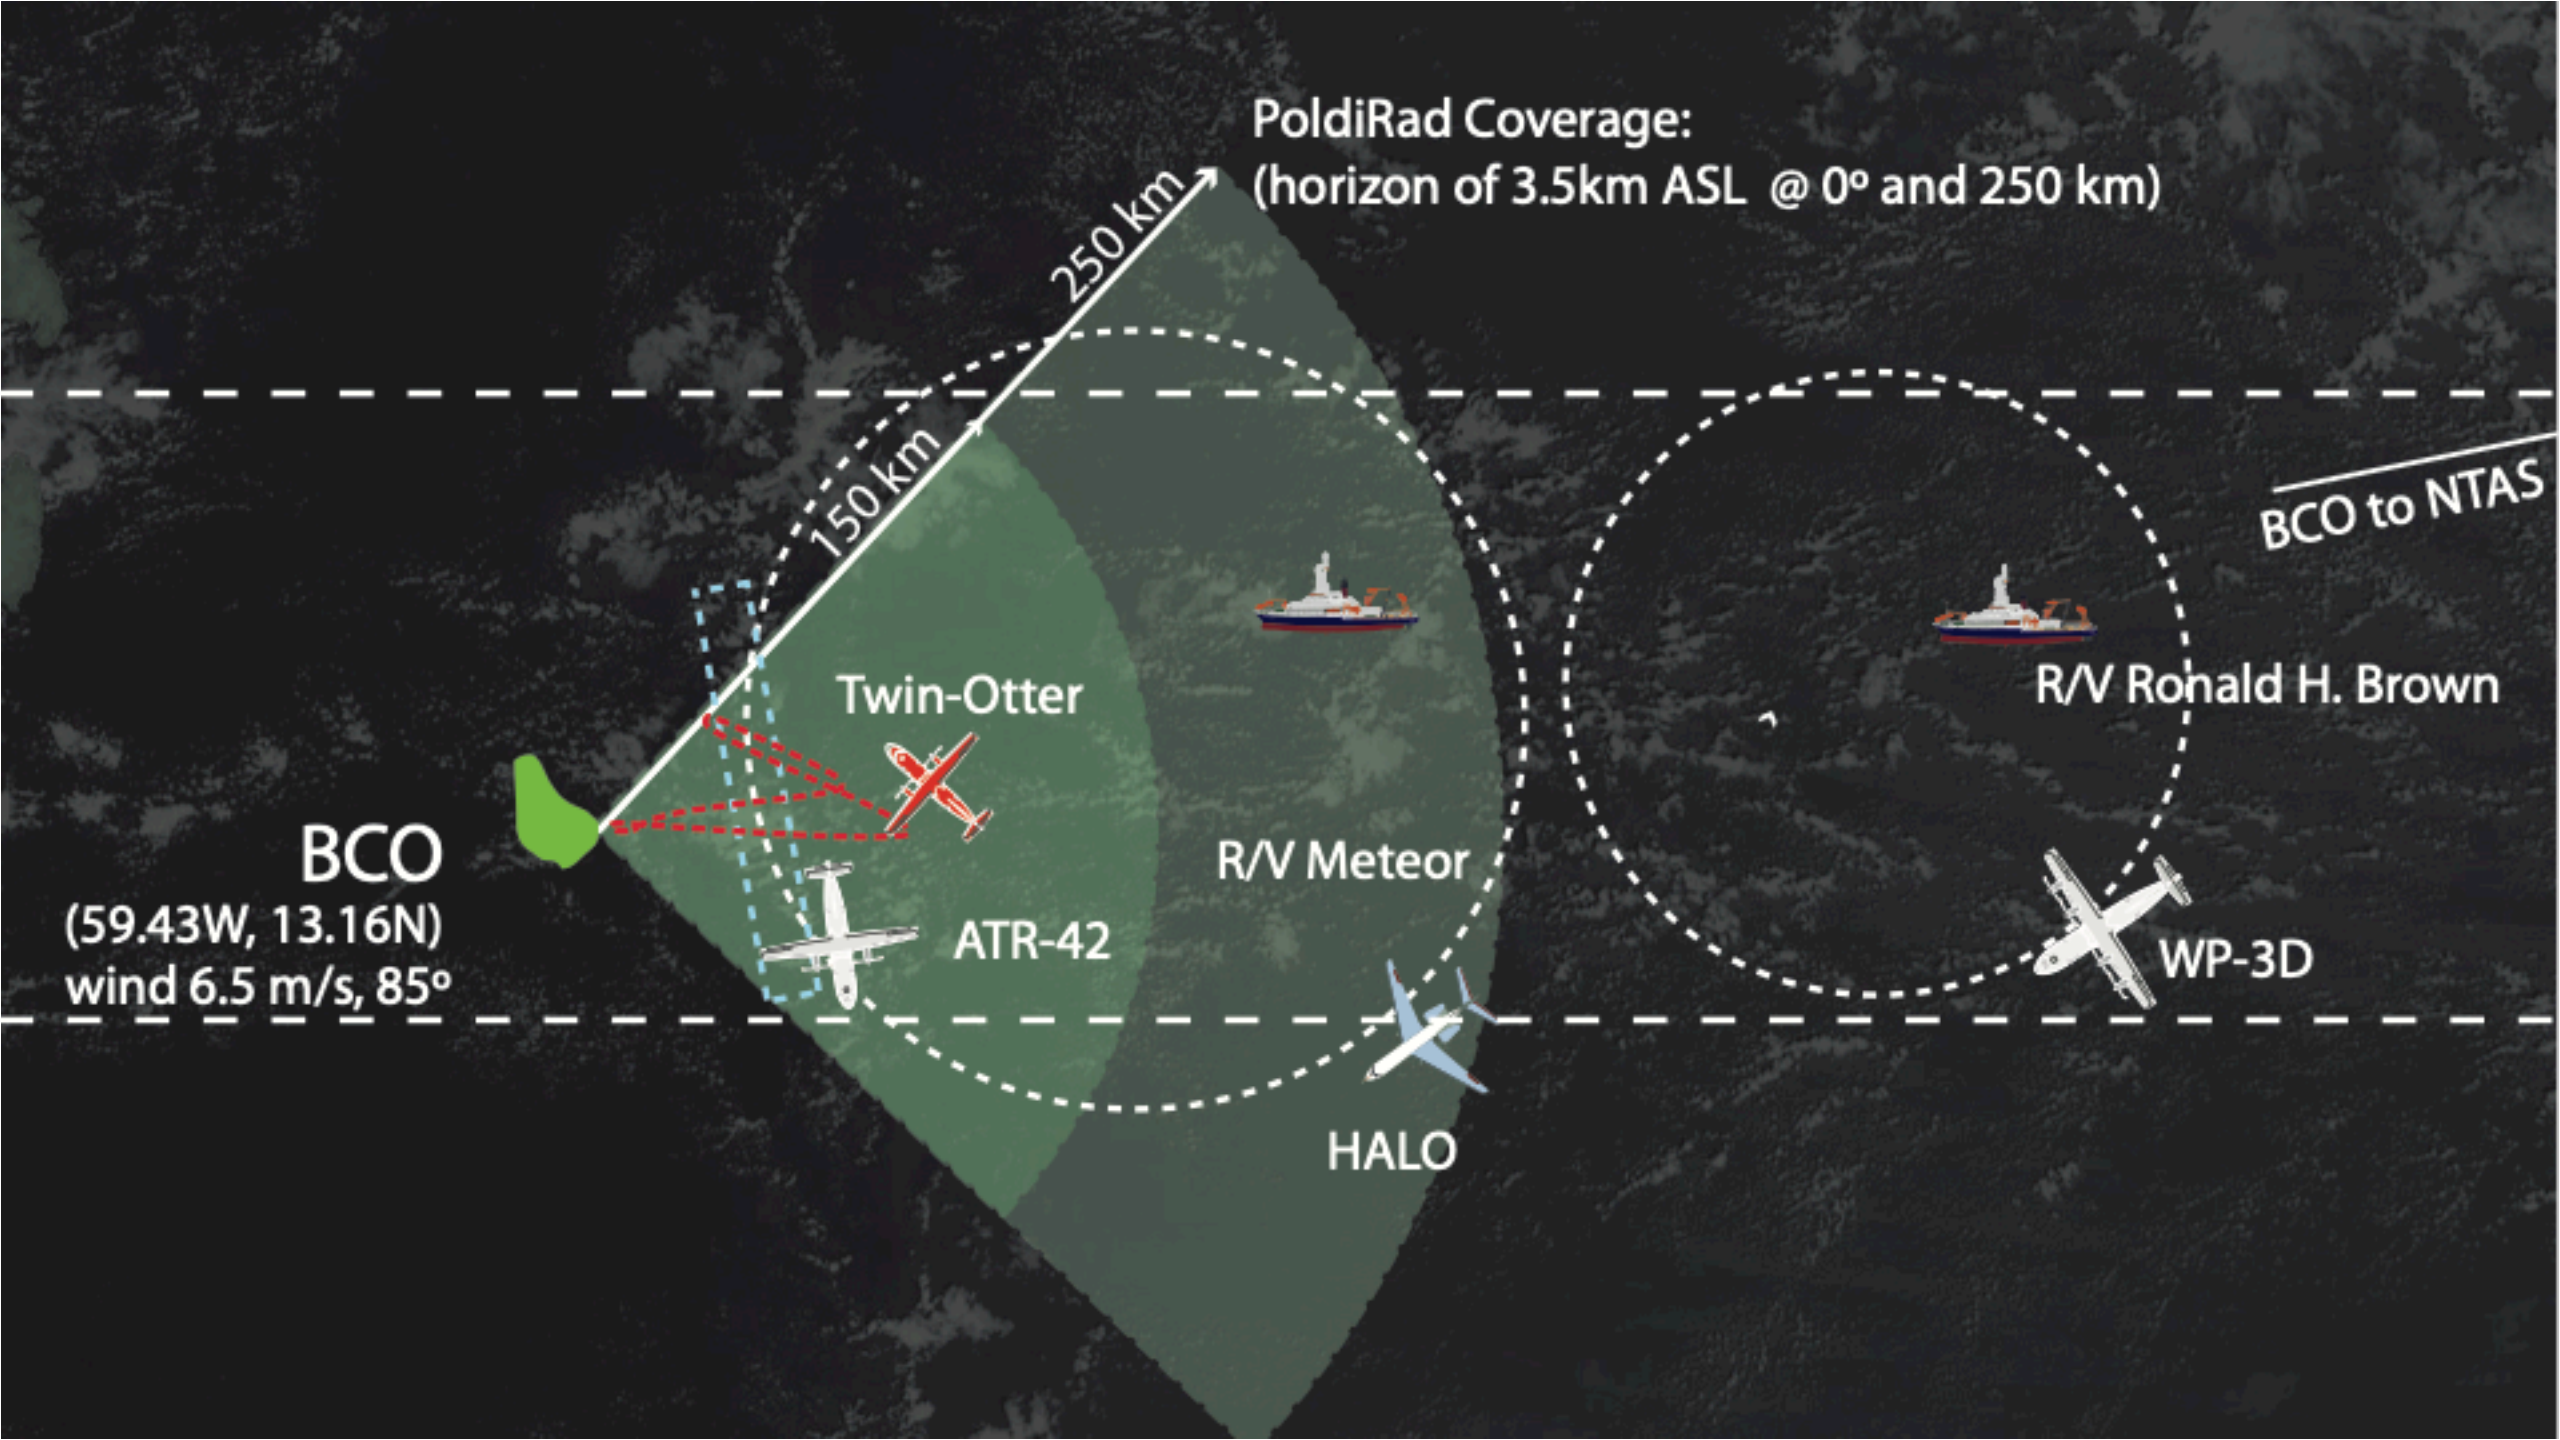 PoldiRad Coverage:
(horizon of 3.5km ASL @ 0º and 250 km)
250 km
150 km
BCO to NTAS
Twin-Otter
R/V Ronald H. Brown
BCO
(59.43W, 13.16N)
wind 6.5 m/s, 85º
R/V Meteor
ATR-42
WP-3D
HALO